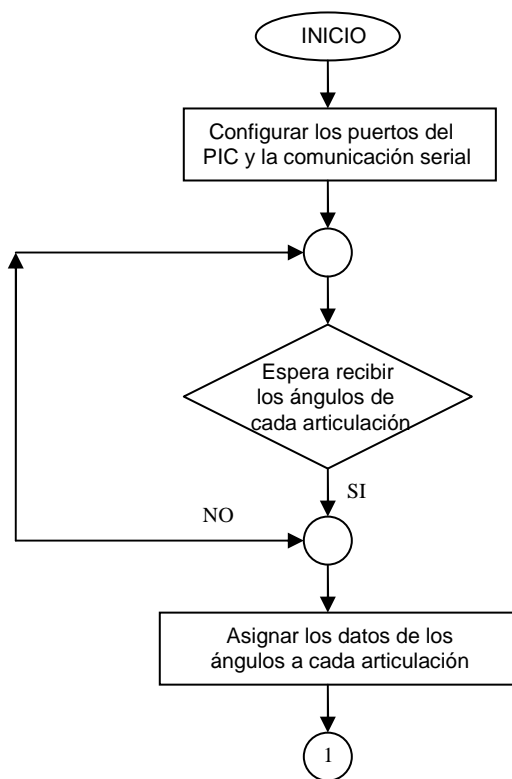 INICIO
Configurar los puertos del
PIC y la comunicación serial
Espera recibir
los ángulos de
cada articulación
SI
NO
Asignar los datos de los
ángulos a cada articulación
1